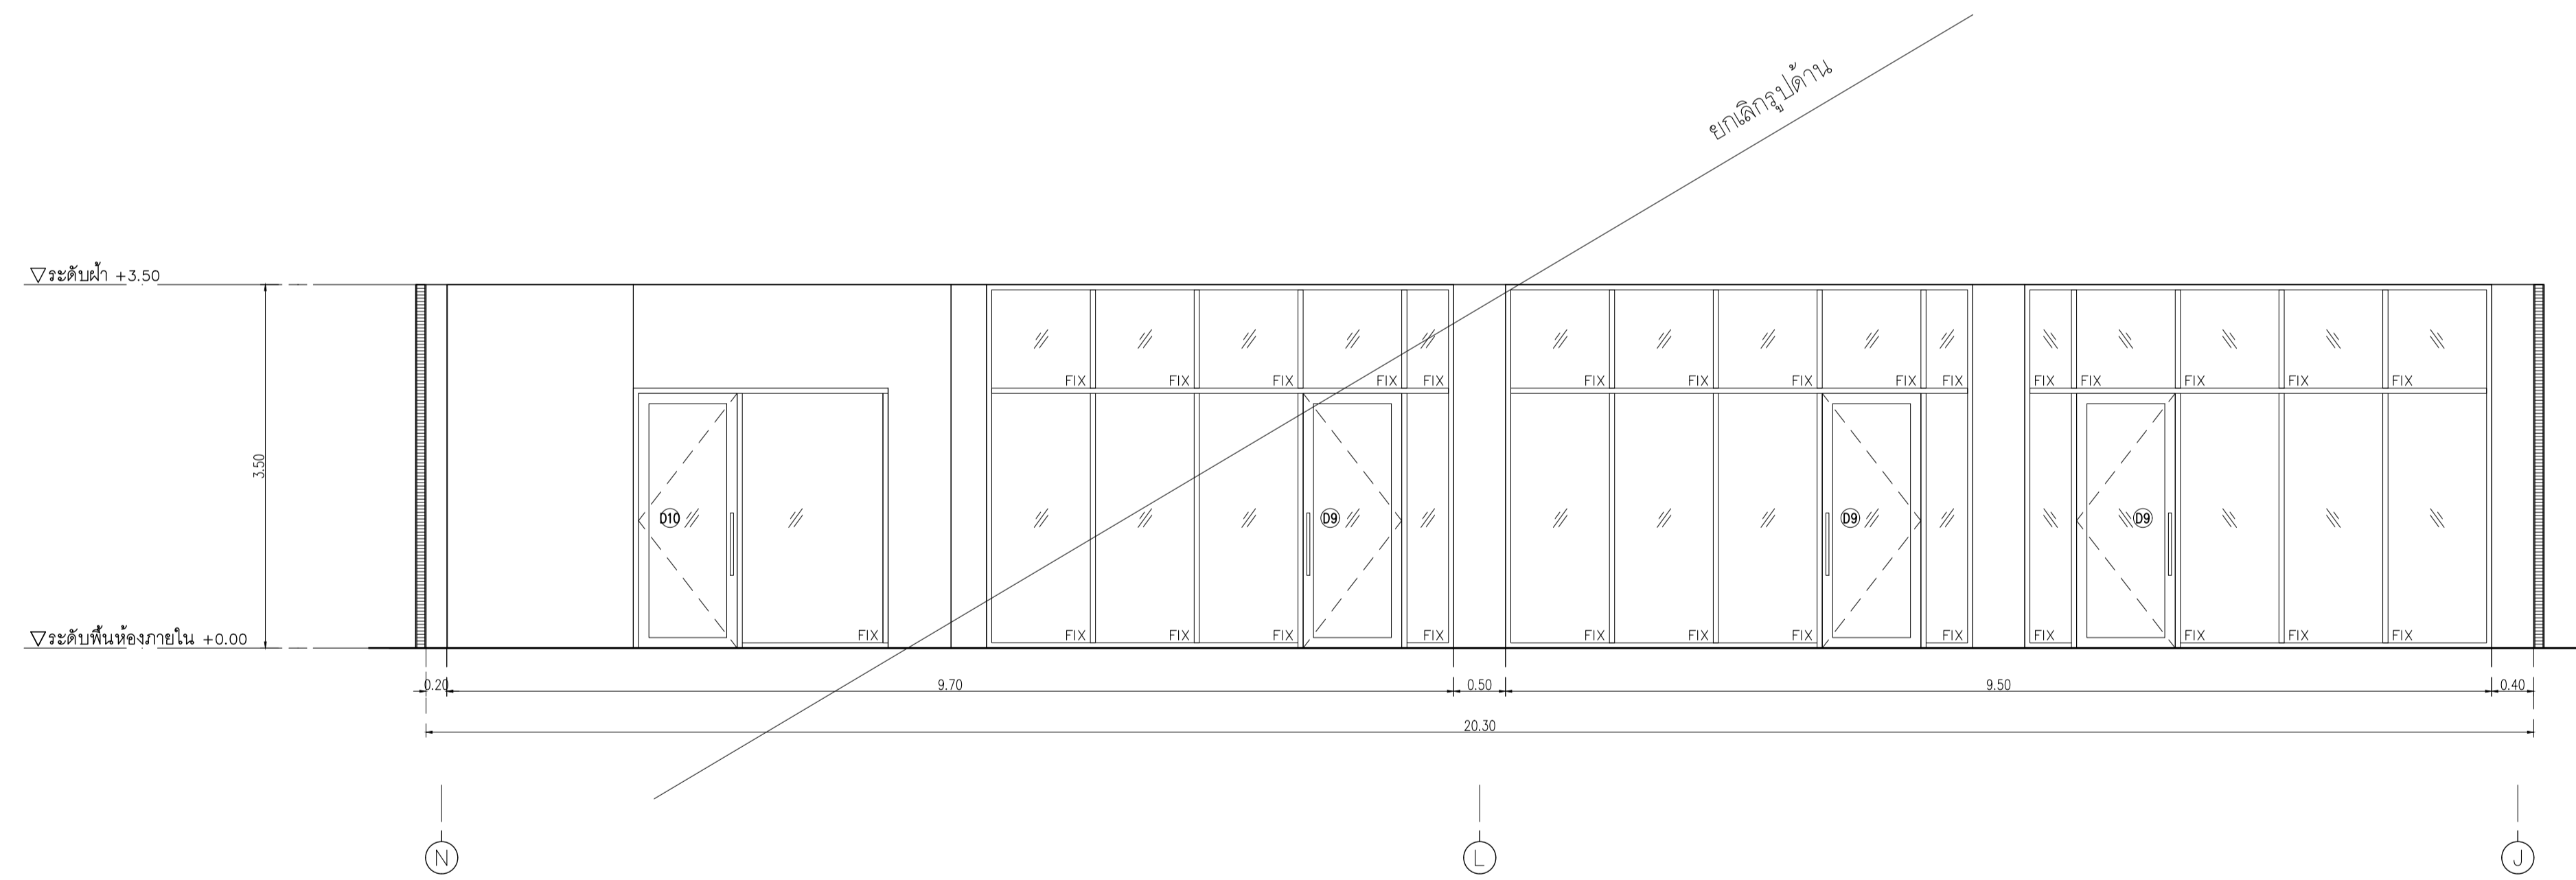 ยกเลิกรูปด้าน
ระดับฝ้า +3.50
FIX FIX FIX FIX FIX FIX FIX FIX FIX FIX FIX FIX FIX FIX FIX
3.50
D10 D9 D9 D9
ระดับพื้นห้องภายใน +0.00
FIX FIX FIX FIX FIX FIX FIX FIX FIX FIX FIX FIX FIX
0.20 9.70 0.50 9.50 0.40
20.30
N L J